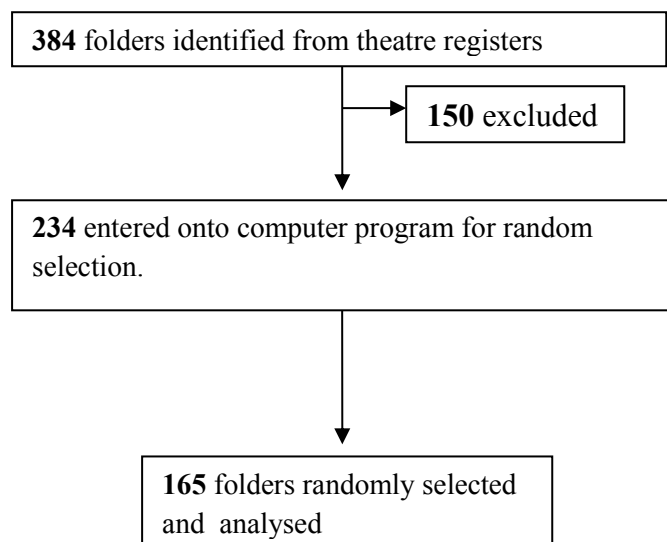 384 folders identified from theatre registers
150 excluded
234 entered onto computer program for random
selection.
165 folders randomly selected
and analysed